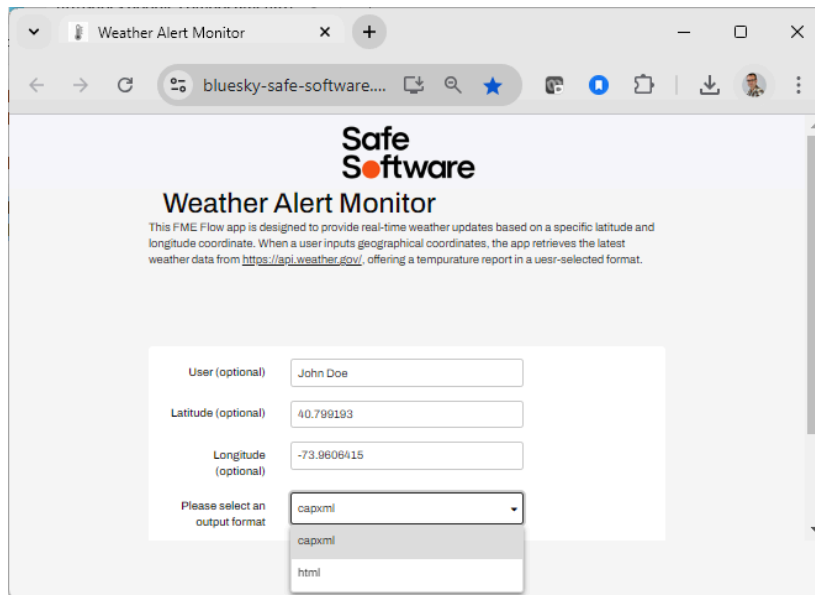 Weather Alert Monitor
bluesky-safe-software....
Safe
Software
Weather Alert Monitor
This FME Flow app is designed to provide real-time weather updates based on a specific latitude and
longitude coordinate. When a user inputs geographical coordinates, the app retrieves the latest
weather data from https://api.weather.gov/, offering a tempurature report in a uesr-selected format.
User (optional)
John Doe
Latitude (optional)
40.799193
Longitude
(optional)
-73.9606415
Please select an
output format
capxml
capxml
html